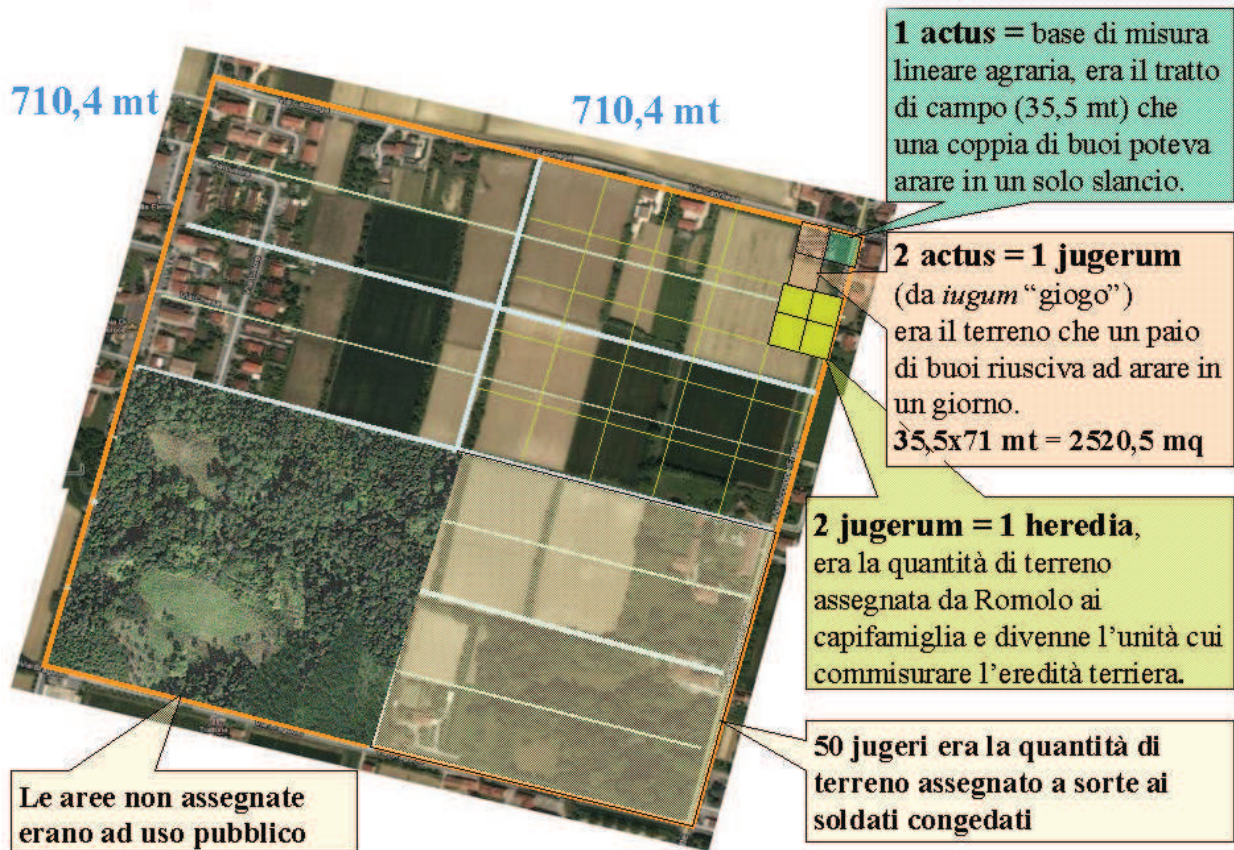 710,4 mt
710,4 mt
1 actus = base di misura
lineare agraria, era il tratto
di campo (35,5 mt) che
una coppia di buoi poteva
arare in un solo slancio.
2 actus = 1 jugerum
(da iugum “giogo”)
era il terreno che un paio
di buoi riusciva ad arare in
un giorno.
35,5x71 mt = 2520,5 mq
2 jugerum = 1 heredia,
era la quantità di terreno
assegnata da Romolo ai
capifamiglia e divenne l’unità cui
commisurare l’eredità terriera.
50 jugeri era la quantità di
terreno assegnato a sorte ai
soldati congedati
Le aree non assegnate
erano ad uso pubblico